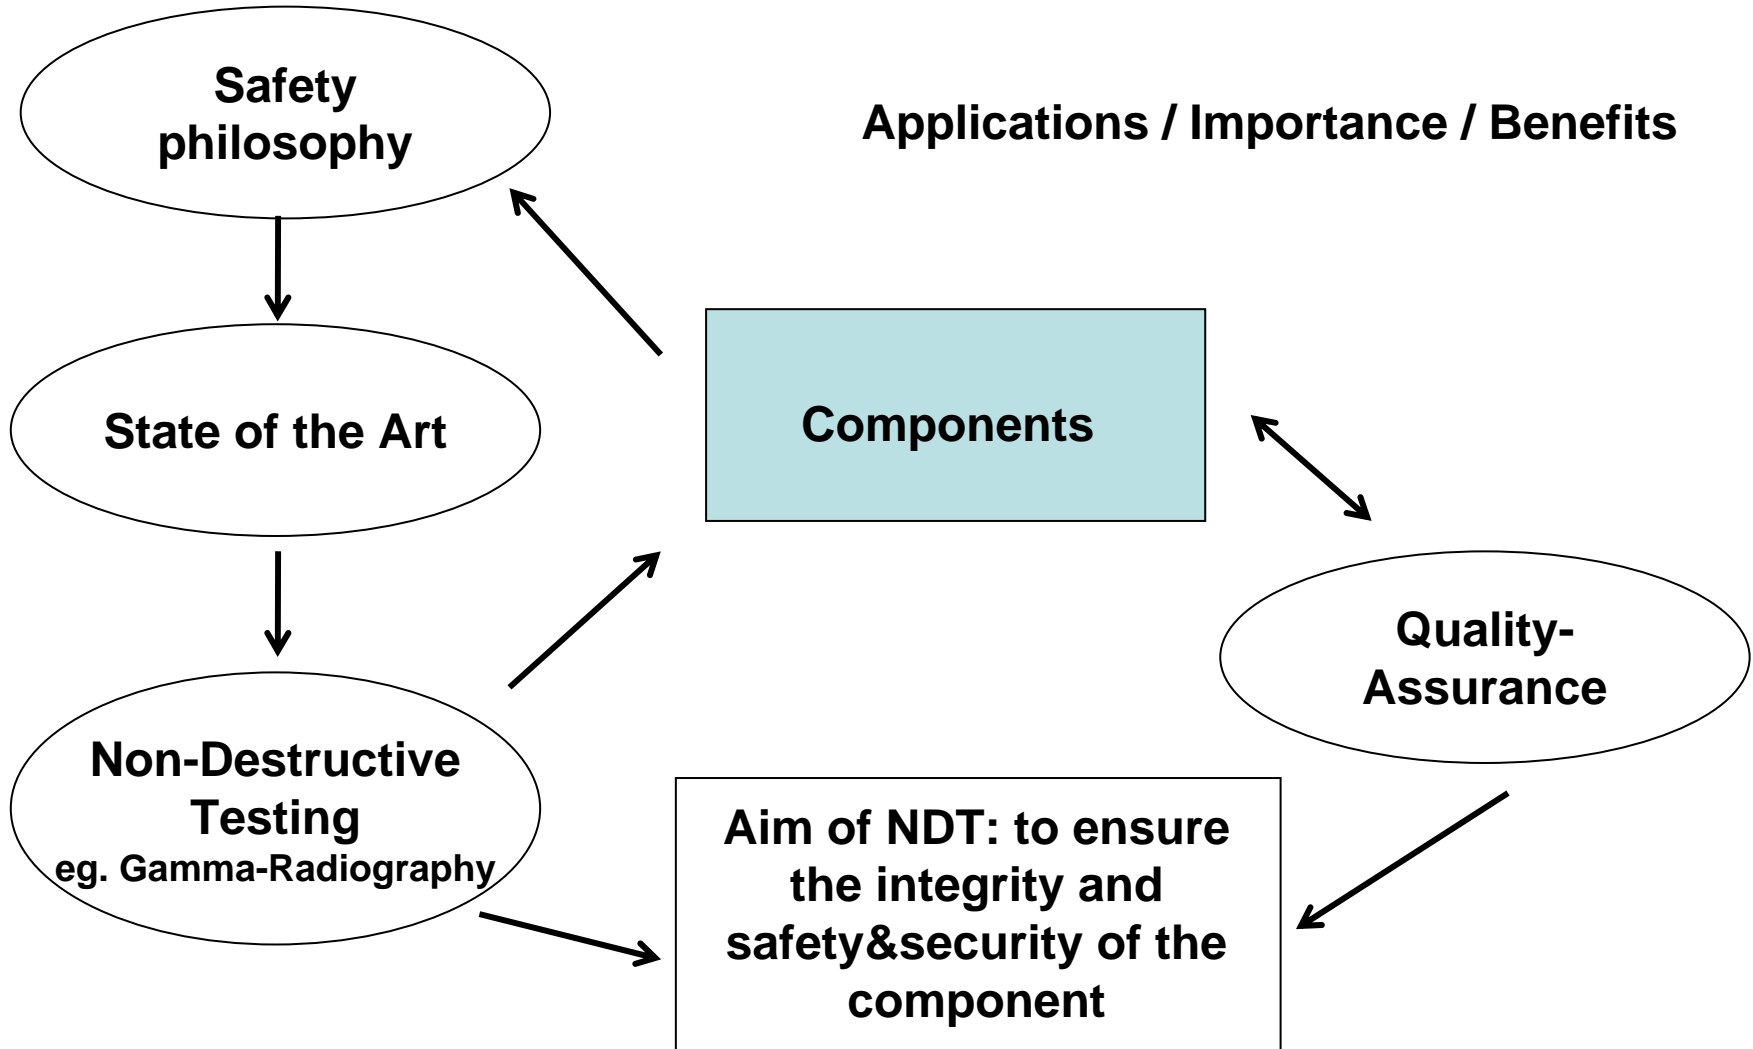 Safety
philosophy
Applications / Importance / Benefits
State of the Art
Components
Non-Destructive
Testing
eg. Gamma-Radiography
Quality-
Assurance
Aim of NDT: to ensure
the integrity and
safety&security of the
component